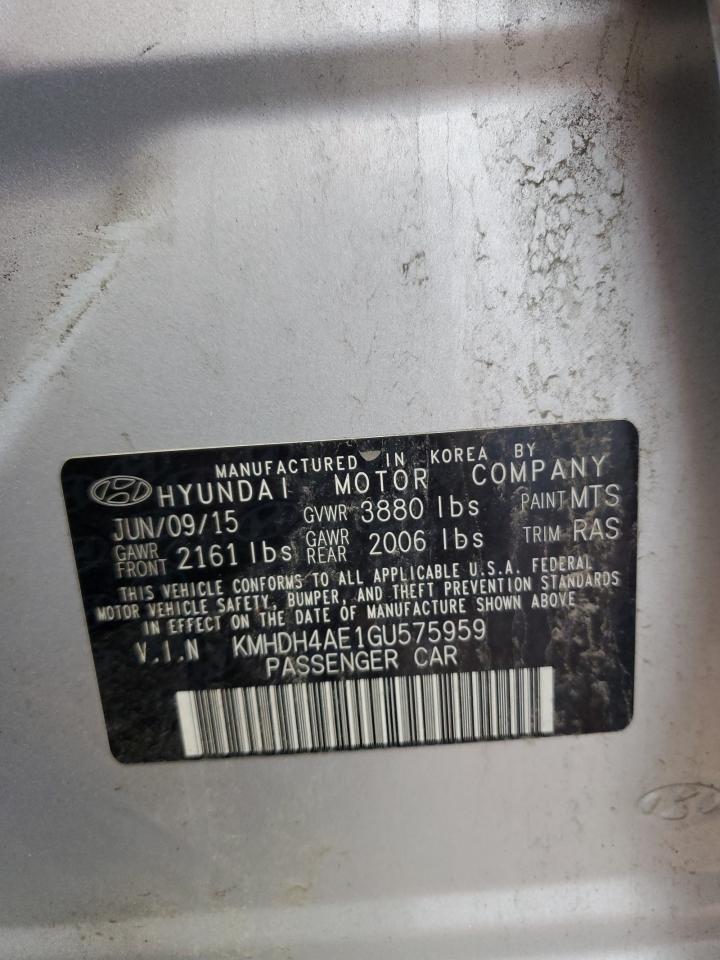 MANUFACTURED IN KOREA BY
HYUNDAI MOTOR COMPANY
JUN/09/15 GVWR 3880 lbs PAINT MTS
GAWR FRONT 2161 lbs GAWR REAR 2006 lbs TRIM RAS
THIS VEHICLE CONFORMS TO ALL APPLICABLE U.S.A. FEDERAL
MOTOR VEHICLE SAFETY, BUMPER, AND THEFT PREVENTION STANDARDS
IN EFFECT ON THE DATE OF MANUFACTURE SHOWN ABOVE
V.I.N KMHDH4AE1GU575959
PASSENGER CAR